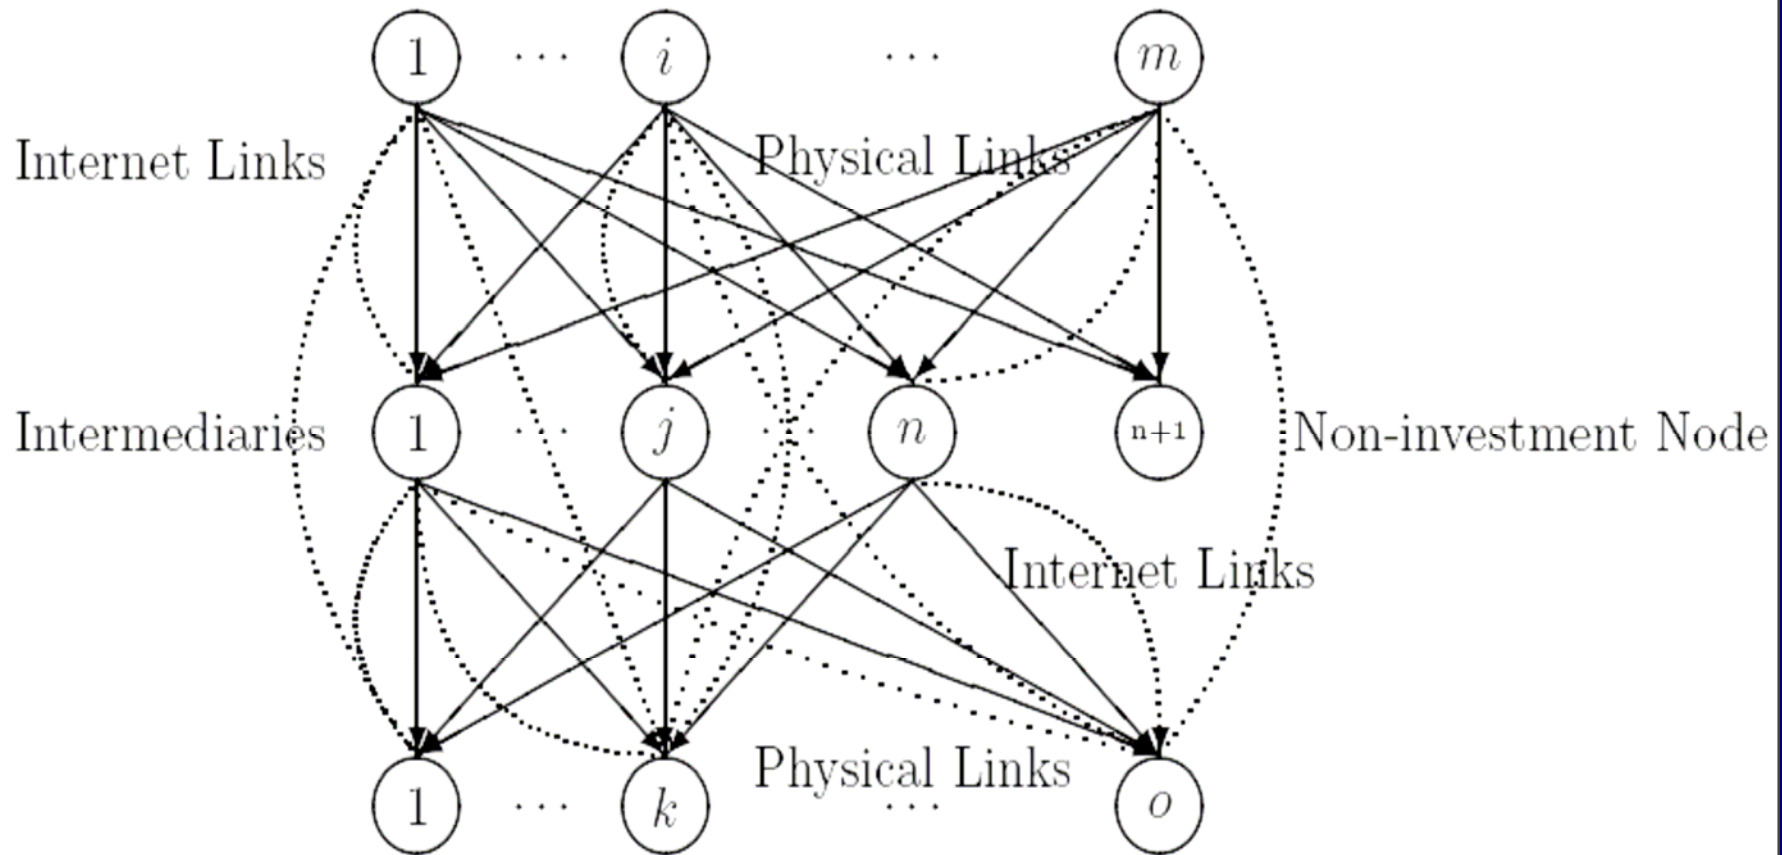 1 ··· i ··· m
Internet Links
Physical Links
Intermediaries 1 ··· j ··· n n+1 Non-investment Node
Internet Links
Physical Links
1 ··· k ··· o